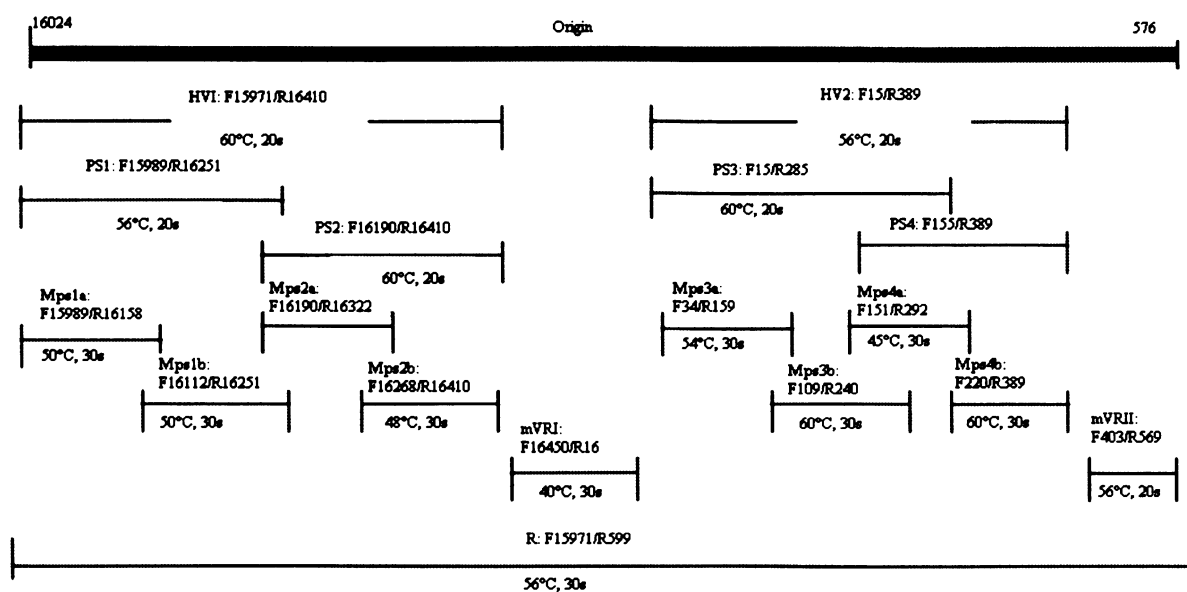 16024 Origin 576
HVI: F15971/R16410 HV2: F15/R389
60°C, 20s 56°C, 20s
PS1: F15989/R16251 PS3: F15/R285
56°C, 20s 60°C, 20s
PS2: F16190/R16410 PS4: F155/R389
60°C, 20s
Mps1a:
F15989/R16158
50°C, 30s
Mps2a:
F16190/R16322
Mps3a:
F34/R159
54°C, 30s
Mps4a:
F151/R292
45°C, 30s
Mps1b:
F16112/R16251
50°C, 30s
Mps2b:
F16268/R16410
48°C, 30s
Mps3b:
F109/R240
60°C, 30s
Mps4b:
F220/R389
60°C, 30s
mVRI:
F16450/R16
40°C, 30s
mVRII:
F403/R569
56°C, 20s
R: F15971/R599
56°C, 30s